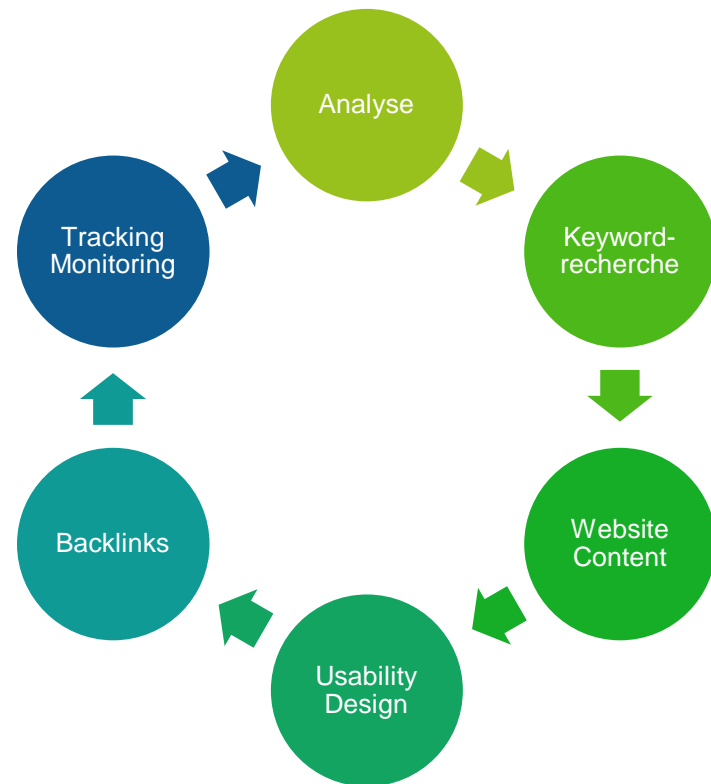 Analyse
Keyword-
recherche
Website
Content
Usability
Design
Backlinks
Tracking
Monitoring